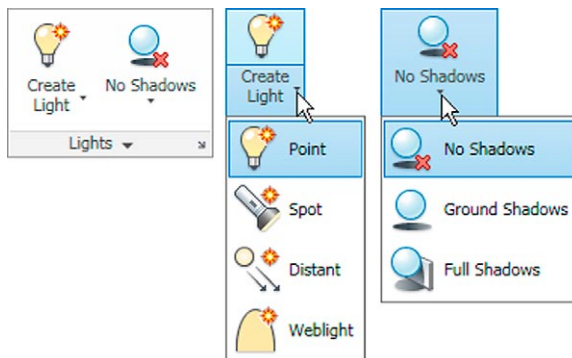 Create
Light
No Shadows
Lights
Create
Light
Point
Spot
Distant
Weblight
No Shadows
No Shadows
Ground Shadows
Full Shadows